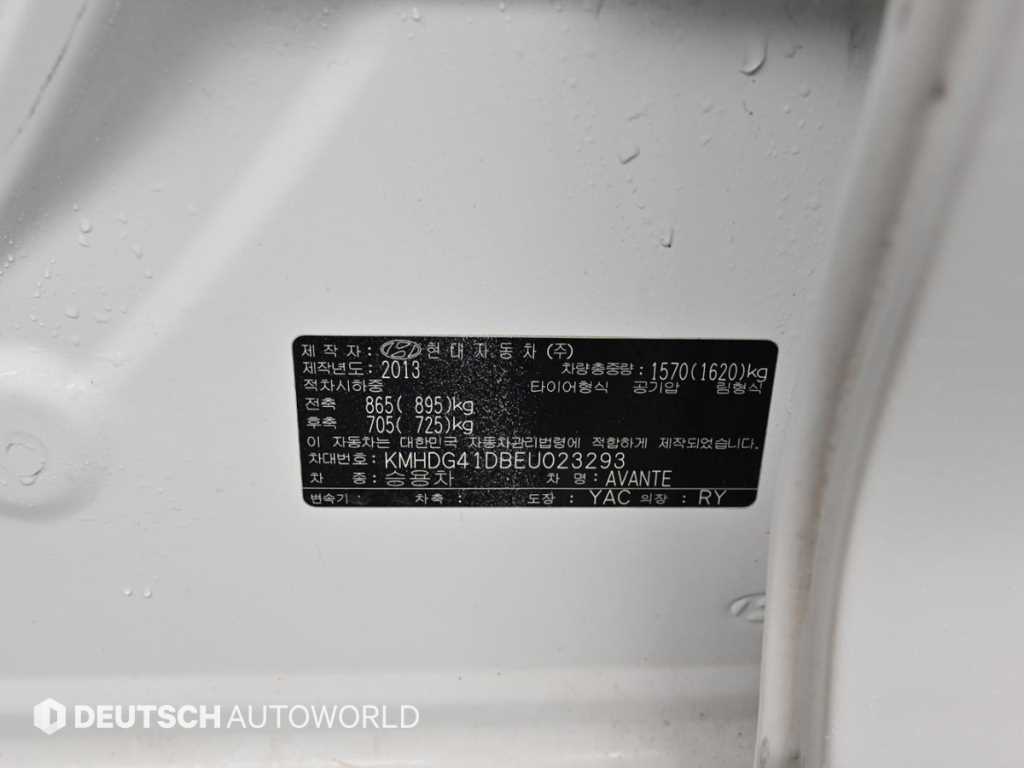 제 작 자 : 현 대 자 동 차 (주)
제작년도 : 2013 차량총중량 : 1570(1620)kg
적차시하중 타이어형식 공기압 림형식
전축 865( 895)kg
후축 705( 725)kg
이 자동차는 대한민국 자동차관리법령에 적합하게 제작되었습니다.
차대번호 : KMHDG41DBEU023293
차 종 : 승용차 차 명 : AVANTE
변속기 : 차축 : 도장 : YAC 의장 : RY
DEUTSCH AUTOWORLD